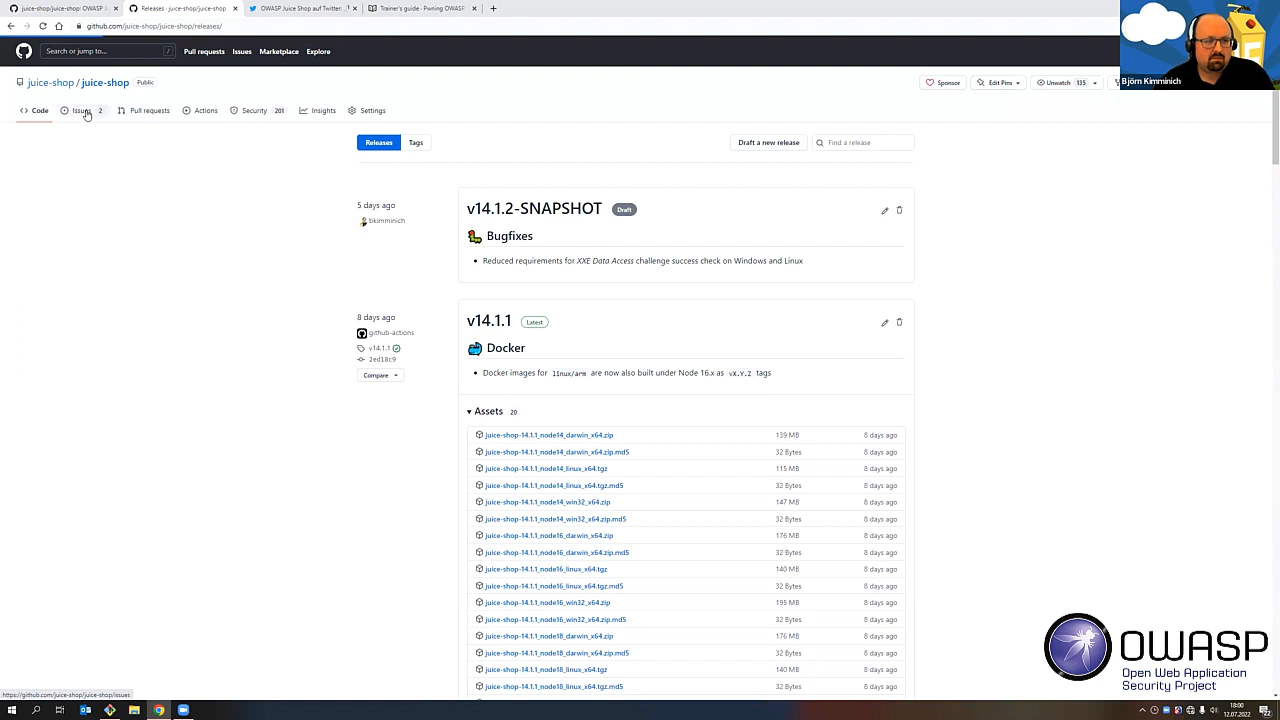 juice-shop/juice-shop: OWASP J
Releases · juice-shop/juice-shop
OWASP Juice Shop auf Twitter: „
Trainer's guide · Pwning OWASP
github.com/juice-shop/juice-shop/releases/
Search or jump to... /
Pull requests Issues Marketplace Explore
Björn Kimminich
juice-shop / juice-shop Public
Sponsor Edit Pins Unwatch 135
Code Issues 2 Pull requests Actions Security 201 Insights Settings
Releases Tags
Draft a new release Find a release
5 days ago
bkimminich
v14.1.2-SNAPSHOT Draft
Bugfixes
• Reduced requirements for XXE Data Access challenge success check on Windows and Linux
8 days ago
github-actions
v14.1.1
2ed18c9
Compare
v14.1.1 Latest
Docker
• Docker images for linux/arm are now also built under Node 16.x as vX.Y.Z tags
Assets 20
juice-shop-14.1.1_node14_darwin_x64.zip 139 MB 8 days ago
juice-shop-14.1.1_node14_darwin_x64.zip.md5 32 Bytes 8 days ago
juice-shop-14.1.1_node14_linux_x64.tgz 115 MB 8 days ago
juice-shop-14.1.1_node14_linux_x64.tgz.md5 32 Bytes 8 days ago
juice-shop-14.1.1_node14_win32_x64.zip 147 MB 8 days ago
juice-shop-14.1.1_node14_win32_x64.zip.md5 32 Bytes 8 days ago
juice-shop-14.1.1_node16_darwin_x64.zip 176 MB 8 days ago
juice-shop-14.1.1_node16_darwin_x64.zip.md5 32 Bytes 8 days ago
juice-shop-14.1.1_node16_linux_x64.tgz 140 MB 8 days ago
juice-shop-14.1.1_node16_linux_x64.tgz.md5 32 Bytes 8 days ago
juice-shop-14.1.1_node16_win32_x64.zip 195 MB 8 days ago
juice-shop-14.1.1_node16_win32_x64.zip.md5 32 Bytes 8 days ago
juice-shop-14.1.1_node18_darwin_x64.zip 176 MB 8 days ago
juice-shop-14.1.1_node18_darwin_x64.zip.md5 32 Bytes 8 days ago
juice-shop-14.1.1_node18_linux_x64.tgz 140 MB 8 days ago
juice-shop-14.1.1_node18_linux_x64.tgz.md5 32 Bytes 8 days ago
OWASP
Open Web Application
Security Project
https://github.com/juice-shop/juice-shop/issues
18:00
12.07.2022